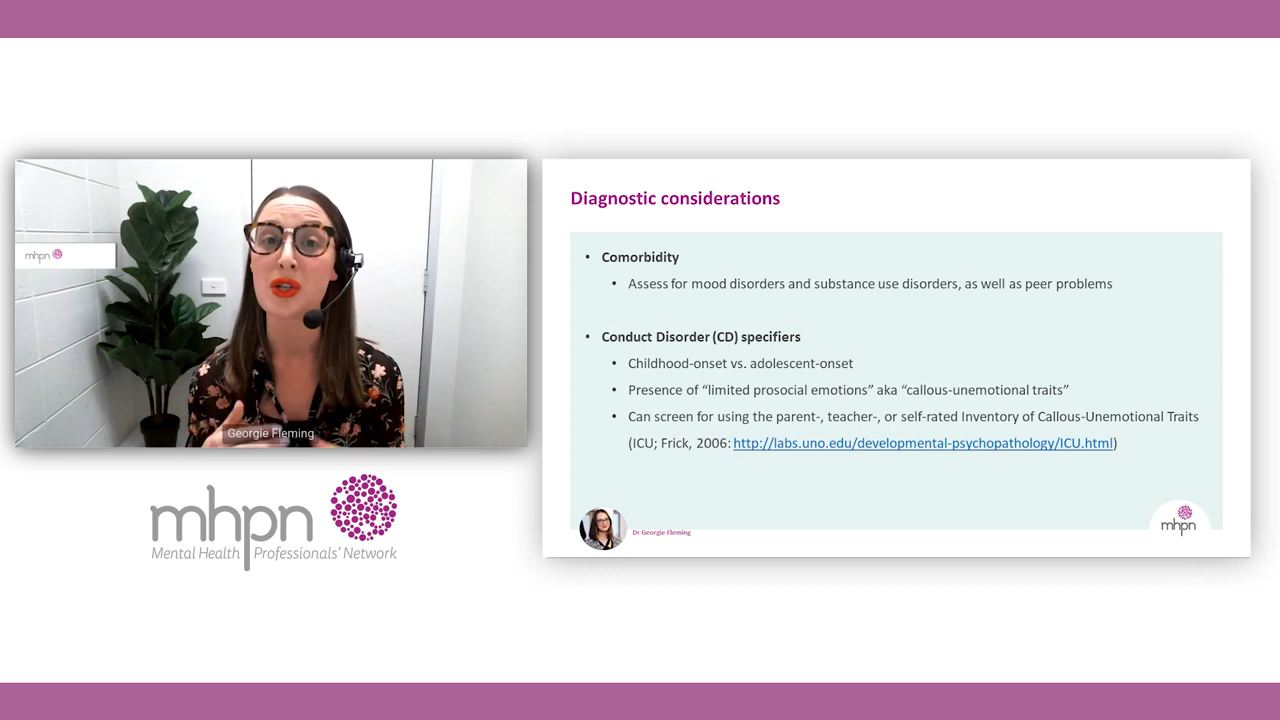 mhpn
Georgie Fleming
mhpn
Mental Health Professionals' Network
Diagnostic considerations
• Comorbidity
• Assess for mood disorders and substance use disorders, as well as peer problems
• Conduct Disorder (CD) specifiers
• Childhood-onset vs. adolescent-onset
• Presence of “limited prosocial emotions” aka “callous-unemotional traits”
• Can screen for using the parent-, teacher-, or self-rated Inventory of Callous-Unemotional Traits
(ICU; Frick, 2006: http://labs.uno.edu/developmental-psychopathology/ICU.html)
Dr Georgie Fleming
mhpn